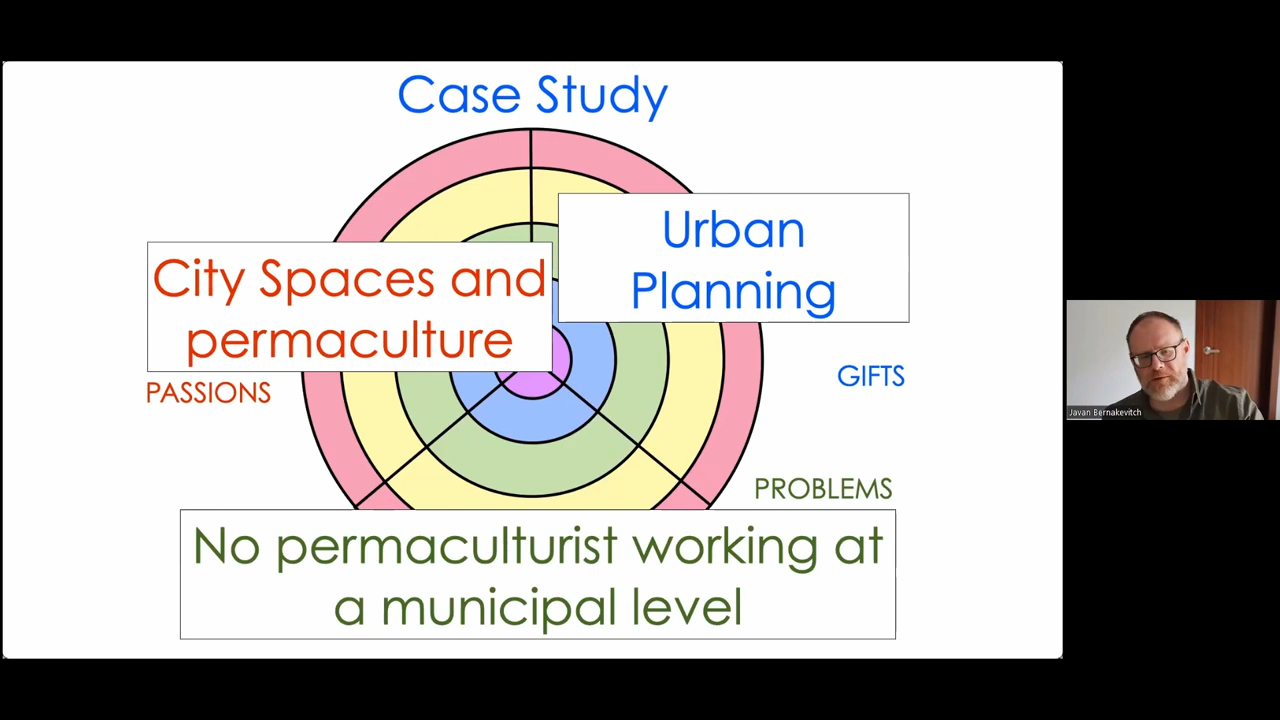 Case Study
Urban
Planning
City Spaces and
permaculture
PASSIONS
GIFTS
PROBLEMS
No permaculturist working at
a municipal level
Javan Bernakevitch